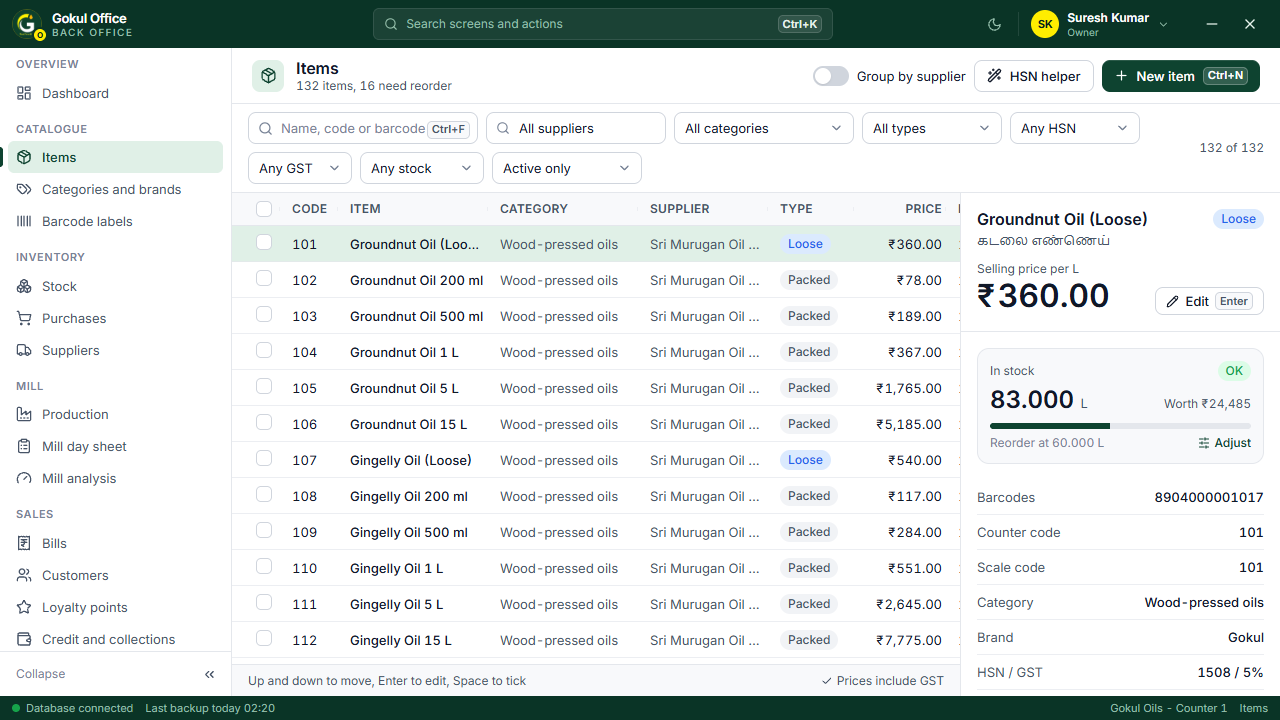 Gokul Office
BACK OFFICE
Search screens and actions
Ctrl+K
SK
Suresh Kumar
Owner
OVERVIEW
Dashboard
CATALOGUE
Items
Categories and brands
Barcode labels
INVENTORY
Stock
Purchases
Suppliers
MILL
Production
Mill day sheet
Mill analysis
SALES
Bills
Customers
Loyalty points
Credit and collections
Collapse
Items
132 items, 16 need reorder
Group by supplier
HSN helper
New item Ctrl+N
Name, code or barcode Ctrl+F
All suppliers
All categories
All types
Any HSN
132 of 132
Any GST
Any stock
Active only
CODE ITEM CATEGORY SUPPLIER TYPE PRICE
101 Groundnut Oil (Loo... Wood-pressed oils Sri Murugan Oil ... Loose ₹360.00
102 Groundnut Oil 200 ml Wood-pressed oils Sri Murugan Oil ... Packed ₹78.00
103 Groundnut Oil 500 ml Wood-pressed oils Sri Murugan Oil ... Packed ₹189.00
104 Groundnut Oil 1 L Wood-pressed oils Sri Murugan Oil ... Packed ₹367.00
105 Groundnut Oil 5 L Wood-pressed oils Sri Murugan Oil ... Packed ₹1,765.00
106 Groundnut Oil 15 L Wood-pressed oils Sri Murugan Oil ... Packed ₹5,185.00
107 Gingelly Oil (Loose) Wood-pressed oils Sri Murugan Oil ... Loose ₹540.00
108 Gingelly Oil 200 ml Wood-pressed oils Sri Murugan Oil ... Packed ₹117.00
109 Gingelly Oil 500 ml Wood-pressed oils Sri Murugan Oil ... Packed ₹284.00
110 Gingelly Oil 1 L Wood-pressed oils Sri Murugan Oil ... Packed ₹551.00
111 Gingelly Oil 5 L Wood-pressed oils Sri Murugan Oil ... Packed ₹2,645.00
112 Gingelly Oil 15 L Wood-pressed oils Sri Murugan Oil ... Packed ₹7,775.00
Up and down to move, Enter to edit, Space to tick
Prices include GST
Groundnut Oil (Loose) Loose
கடலை எண்ணெய்
Selling price per L
₹360.00
Edit Enter
In stock OK
83.000 L Worth ₹24,485
Reorder at 60.000 L Adjust
Barcodes 8904000001017
Counter code 101
Scale code 101
Category Wood-pressed oils
Brand Gokul
HSN / GST 1508 / 5%
Database connected Last backup today 02:20
Gokul Oils - Counter 1 Items